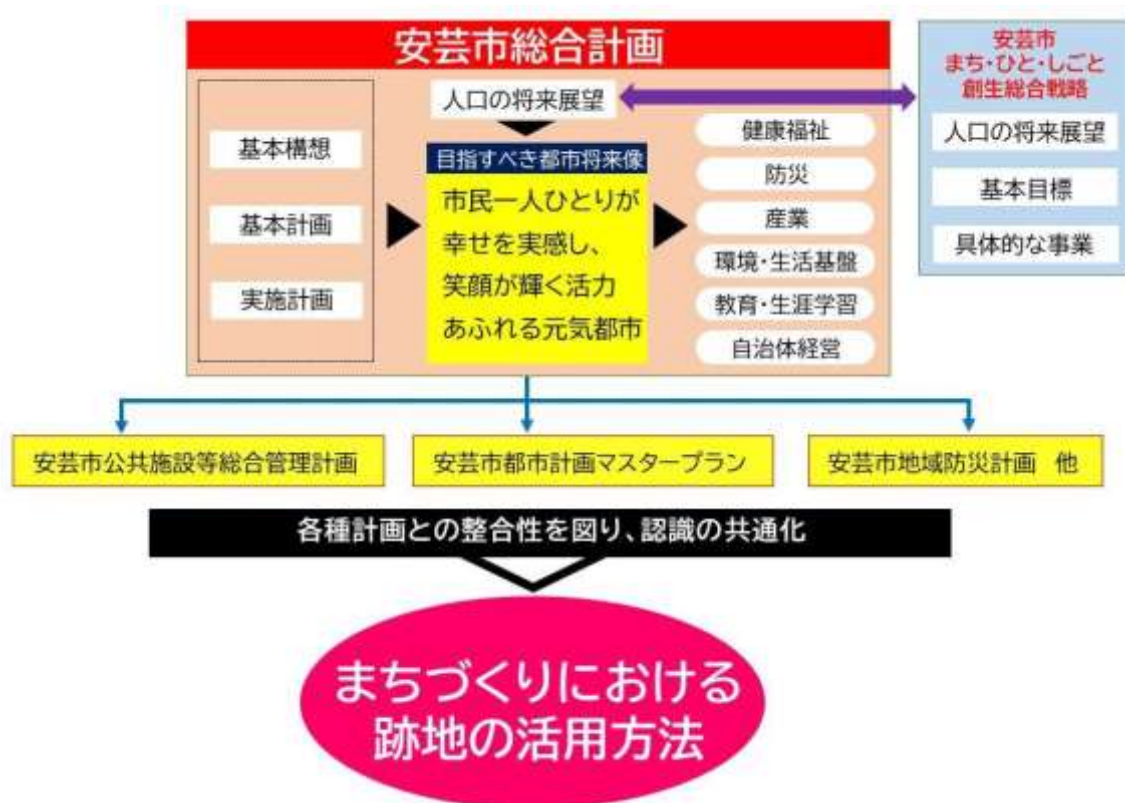 安芸市総合計画
基本構想
基本計画
実施計画
人口の将来展望
目指すべき都市将来像
市民一人ひとりが
幸せを実感し、
笑顔が輝く活力
あふれる元気都市
健康福祉
防災
産業
環境・生活基盤
教育・生涯学習
自治体経営
安芸市
まち・ひと・しごと
創生総合戦略
人口の将来展望
基本目標
具体的な事業
安芸市公共施設等総合管理計画
安芸市都市計画マスタープラン
安芸市地域防災計画　他
各種計画との整合性を図り、認識の共通化
まちづくりにおける
跡地の活用方法